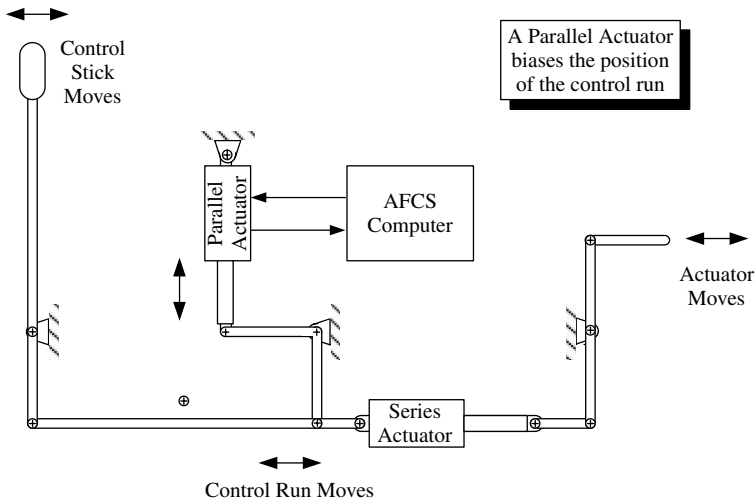 Control
Stick
Moves
A Parallel Actuator
biases the position
of the control run
Parallel
Actuator
AFCS
Computer
Actuator
Moves
Series
Actuator
Control Run Moves